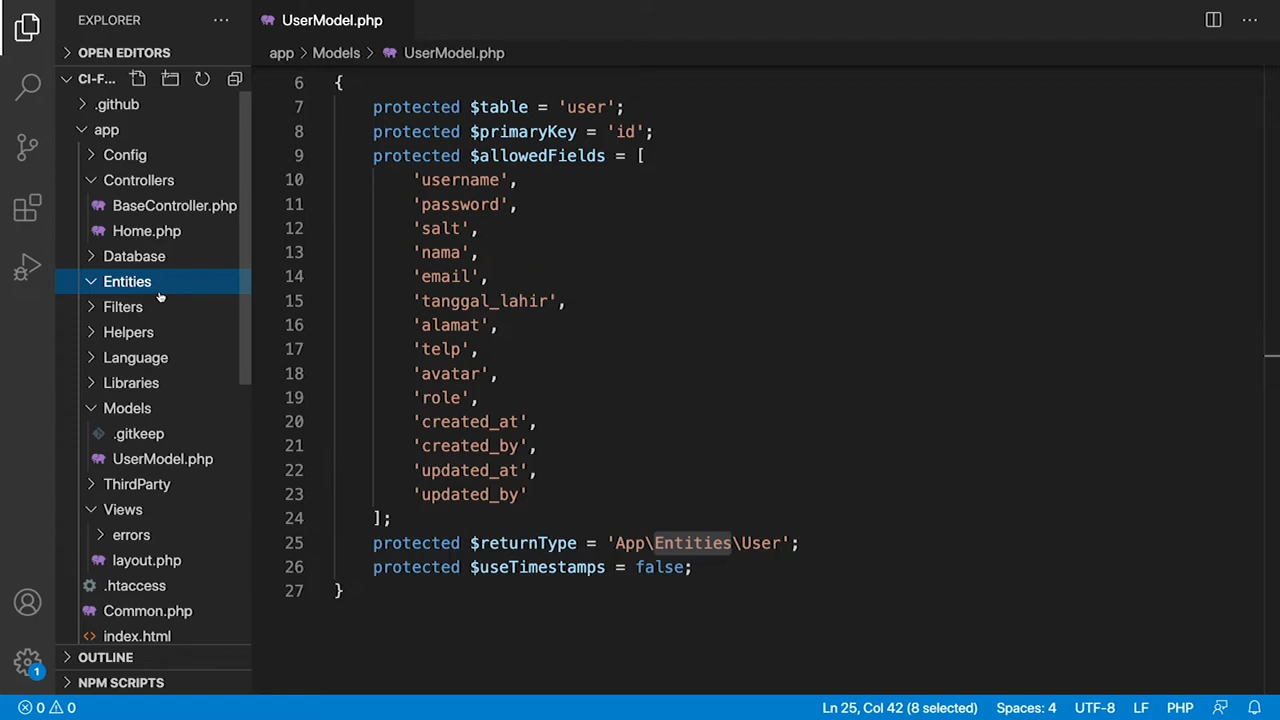 EXPLORER
OPEN EDITORS
CI-F...
.github
app
Config
Controllers
BaseController.php
Home.php
Database
Entities
Filters
Helpers
Language
Libraries
Models
.gitkeep
UserModel.php
ThirdParty
Views
errors
layout.php
.htaccess
Common.php
index.html
OUTLINE
NPM SCRIPTS
UserModel.php
app > Models > UserModel.php
6 {
7 protected $table = 'user';
8 protected $primaryKey = 'id';
9 protected $allowedFields = [
10 'username',
11 'password',
12 'salt',
13 'nama',
14 'email',
15 'tanggal_lahir',
16 'alamat',
17 'telp',
18 'avatar',
19 'role',
20 'created_at',
21 'created_by',
22 'updated_at',
23 'updated_by'
24 ];
25 protected $returnType = 'App\Entities\User';
26 protected $useTimestamps = false;
27 }
1
0 0 Ln 25, Col 42 (8 selected) Spaces: 4 UTF-8 LF PHP